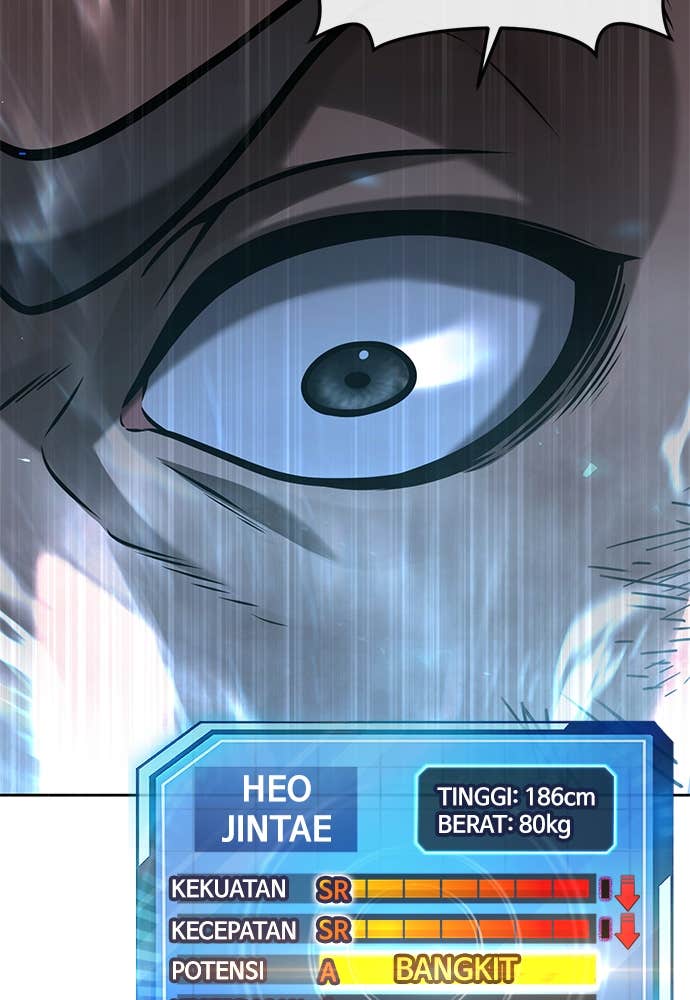 HEO
JINTAE
TINGGI: 186cm
BERAT: 80kg
KEKUATAN SR
KECEPATAN SR
POTENSI A BANGKIT